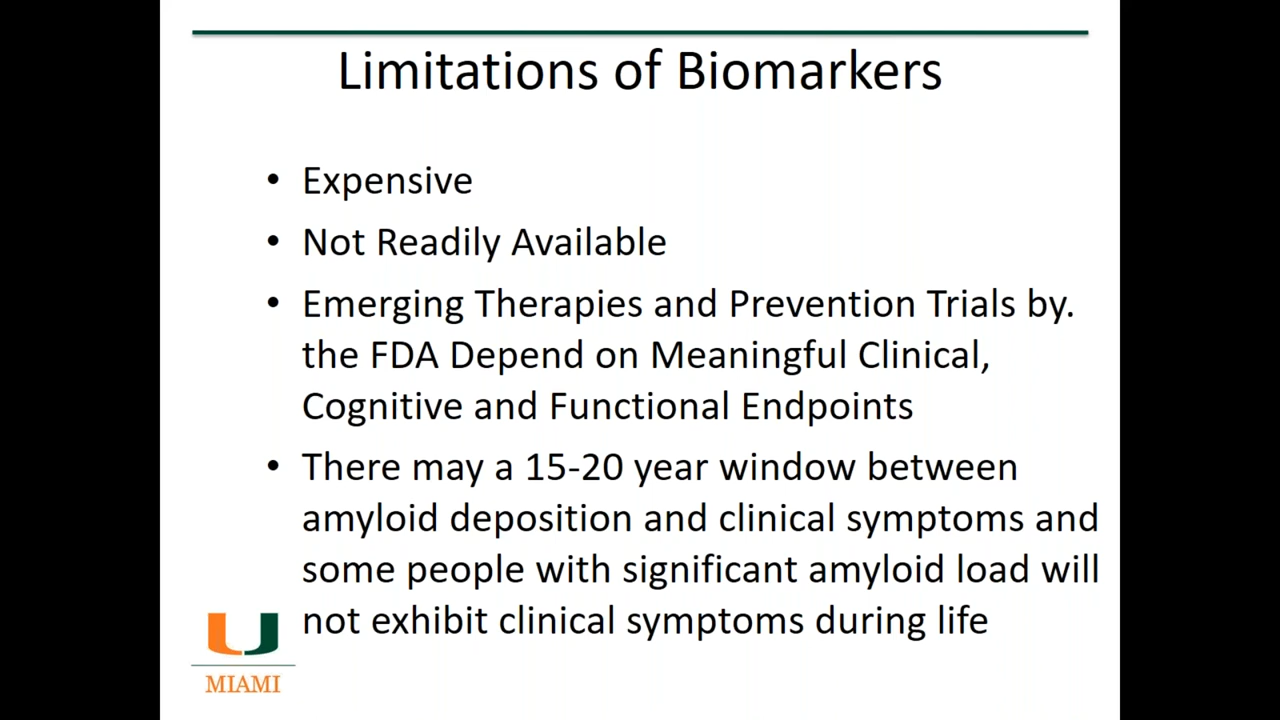 Limitations of Biomarkers
• Expensive
• Not Readily Available
• Emerging Therapies and Prevention Trials by.
the FDA Depend on Meaningful Clinical,
Cognitive and Functional Endpoints
• There may a 15-20 year window between
amyloid deposition and clinical symptoms and
some people with significant amyloid load will
not exhibit clinical symptoms during life
U
MIAMI